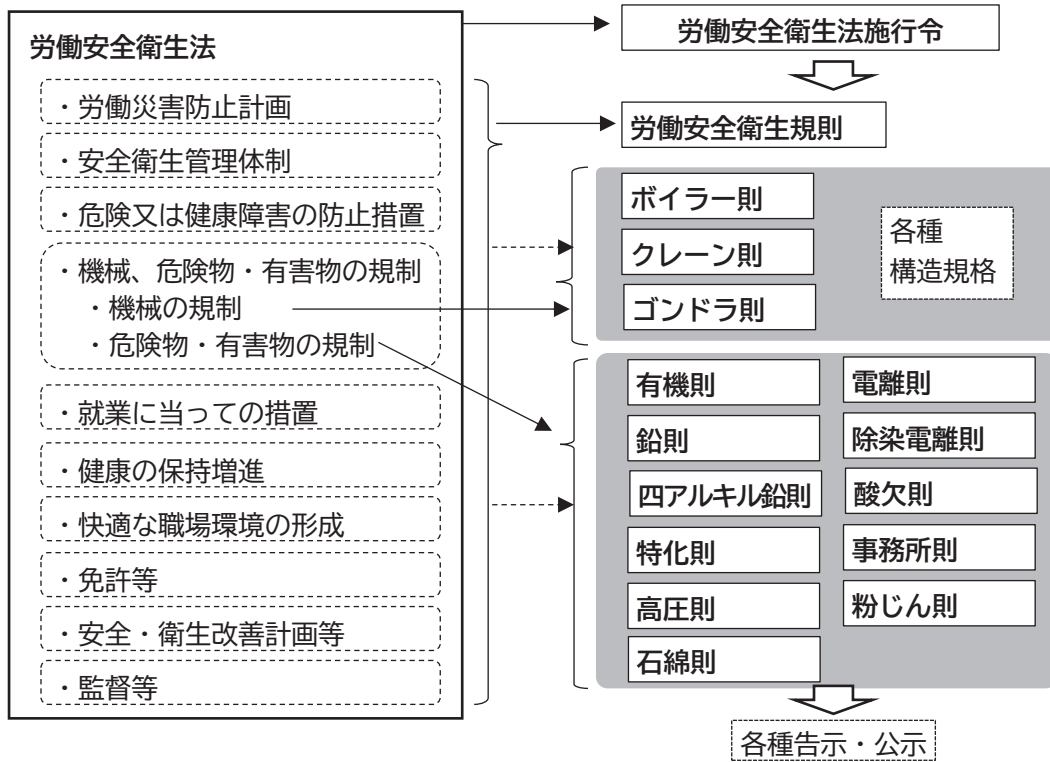 労働安全衛生法
・労働災害防止計画
・安全衛生管理体制
・危険又は健康障害の防止措置
・機械、危険物・有害物の規制
・機械の規制
・危険物・有害物の規制
・就業に当っての措置
・健康の保持増進
・快適な職場環境の形成
・免許等
・安全・衛生改善計画等
・監督等
労働安全衛生法施行令
労働安全衛生規則
ボイラー則
クレーン則
ゴンドラ則
各種
構造規格
有機則
鉛則
四アルキル鉛則
特化則
高圧則
石綿則
電離則
除染電離則
酸欠則
事務所則
粉じん則
各種告示・公示